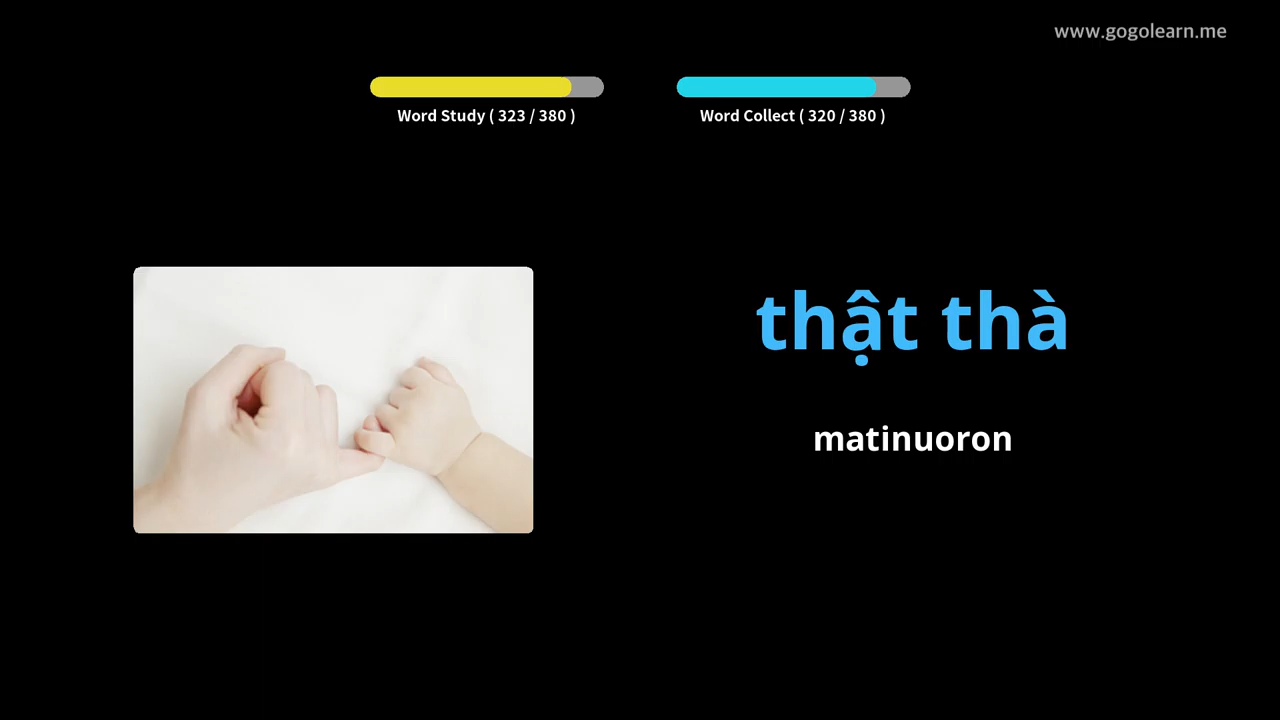 www.gogolearn.me
Word Study ( 323 / 380 )
Word Collect ( 320 / 380 )
thật thà
matinuoron